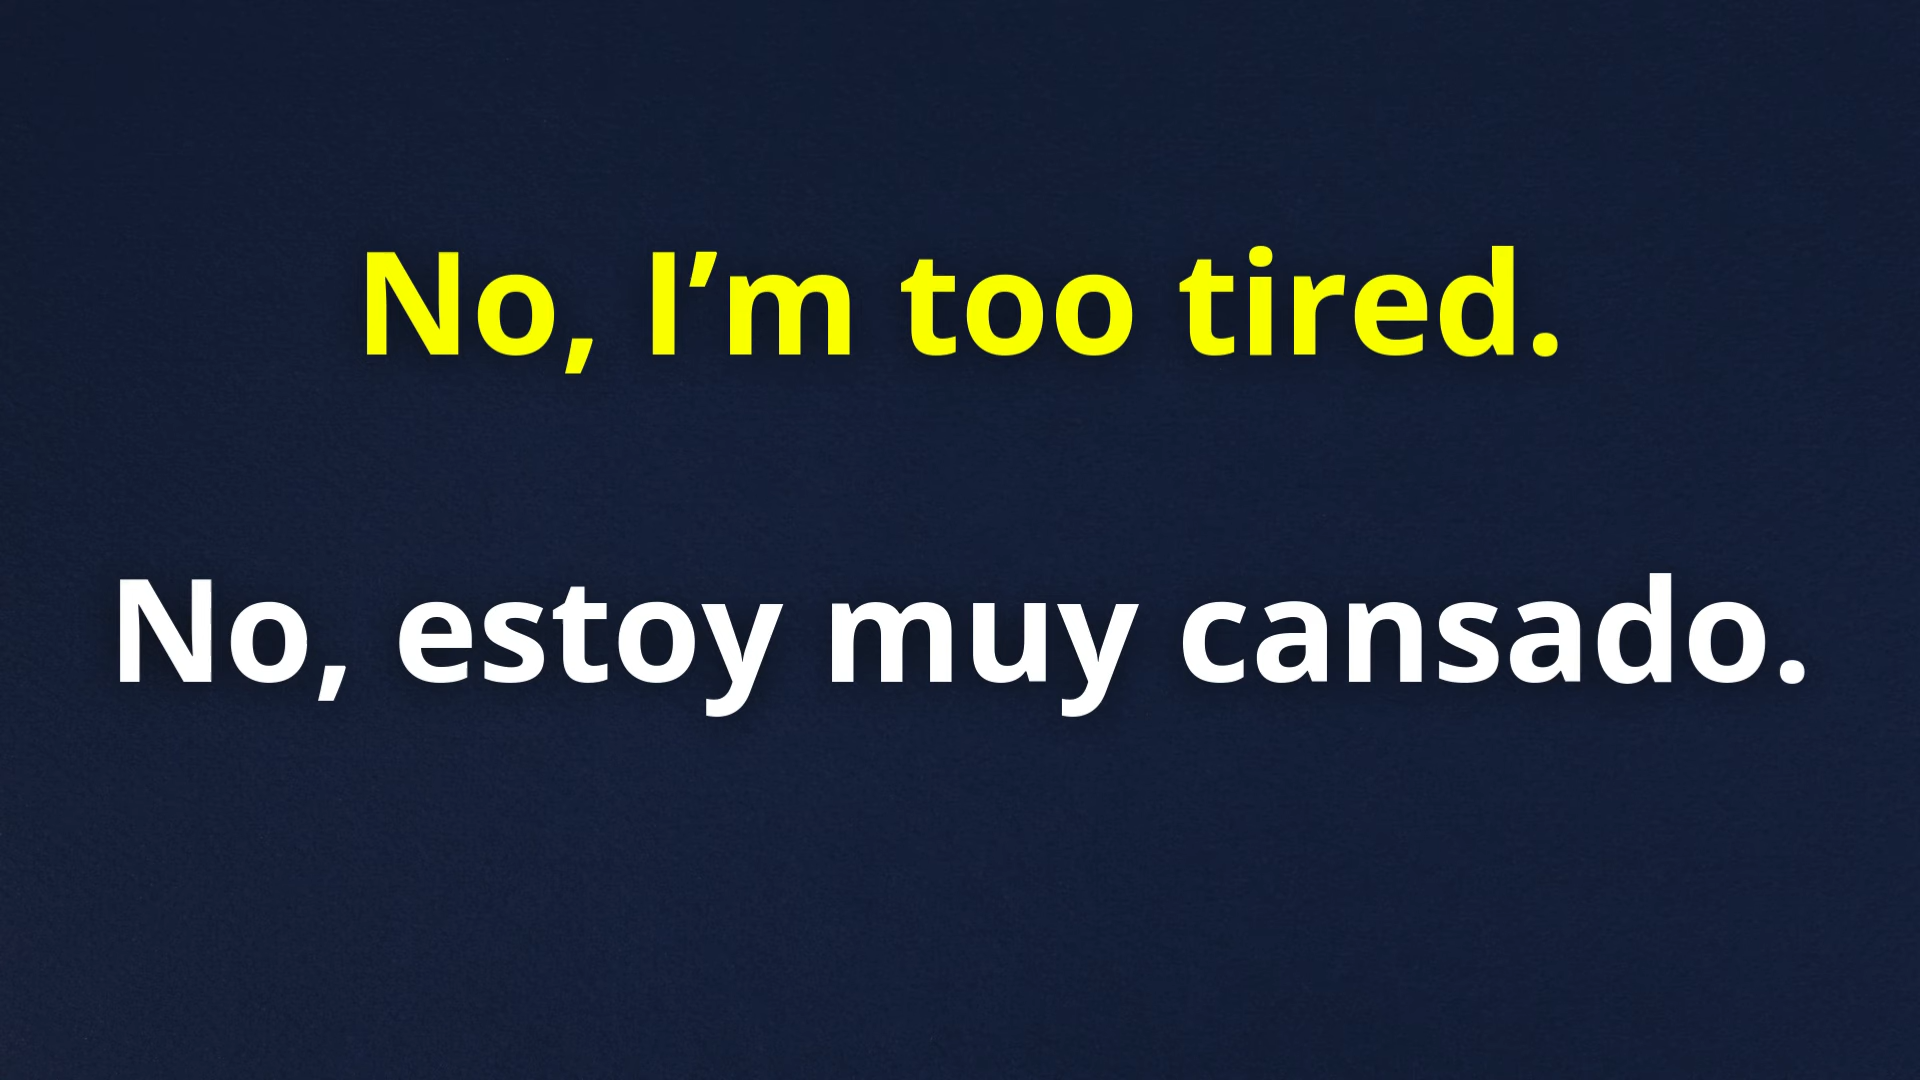 No, I’m too tired.
No, estoy muy cansado.